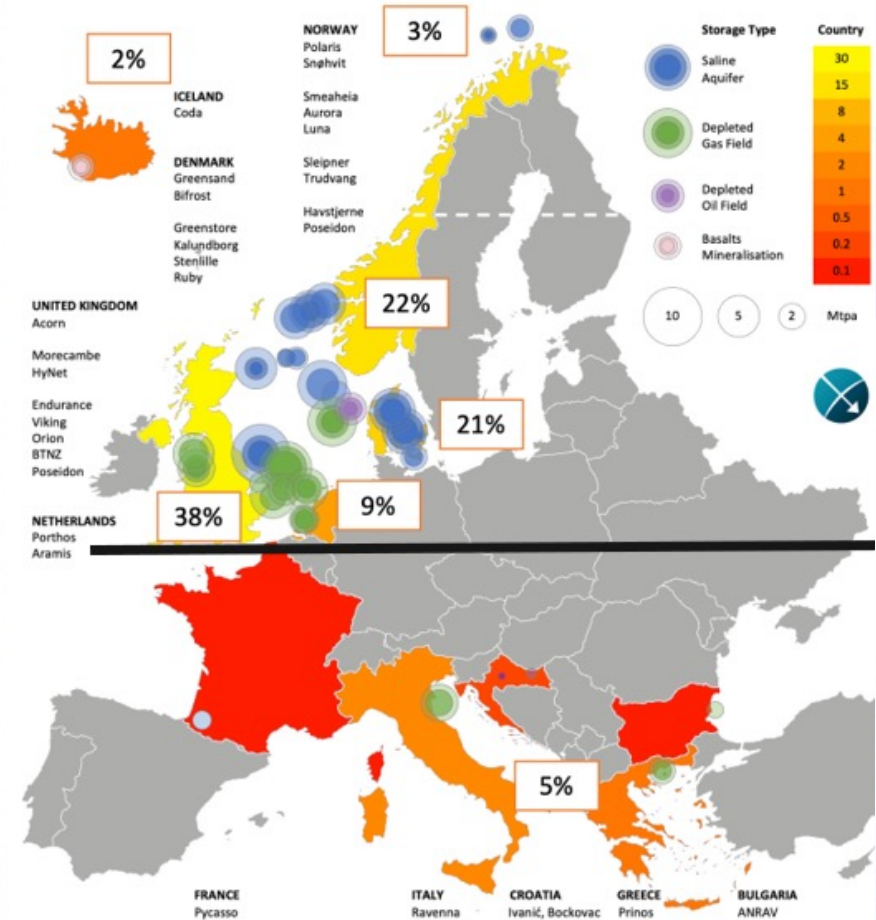 2%
ICELAND
Coda
DENMARK
Greensand
Bifrost
Greenstore
Kalundborg
Stenlille
Ruby
NORWAY
Polaris
Snøhvit
Smeaheia
Aurora
Luna
Sleipner
Trudvang
Havstjerne
Poseidon
3%
Storage Type
Saline
Aquifer
Depleted
Gas Field
Depleted
Oil Field
Basalts
Mineralisation
10
5
2
Mtpa
Country
30
15
8
4
2
1
0.5
0.2
0.1
UNITED KINGDOM
Acorn
Morecambe
HyNet
Endurance
Viking
Orion
BTNZ
Poseidon
NETHERLANDS
Porthos
Aramis
22%
21%
9%
38%
5%
FRANCE
Pycasso
ITALY
Ravenna
CROATIA
Ivanić, Bockovac
GREECE
Prinos
BULGARIA
ANRAV